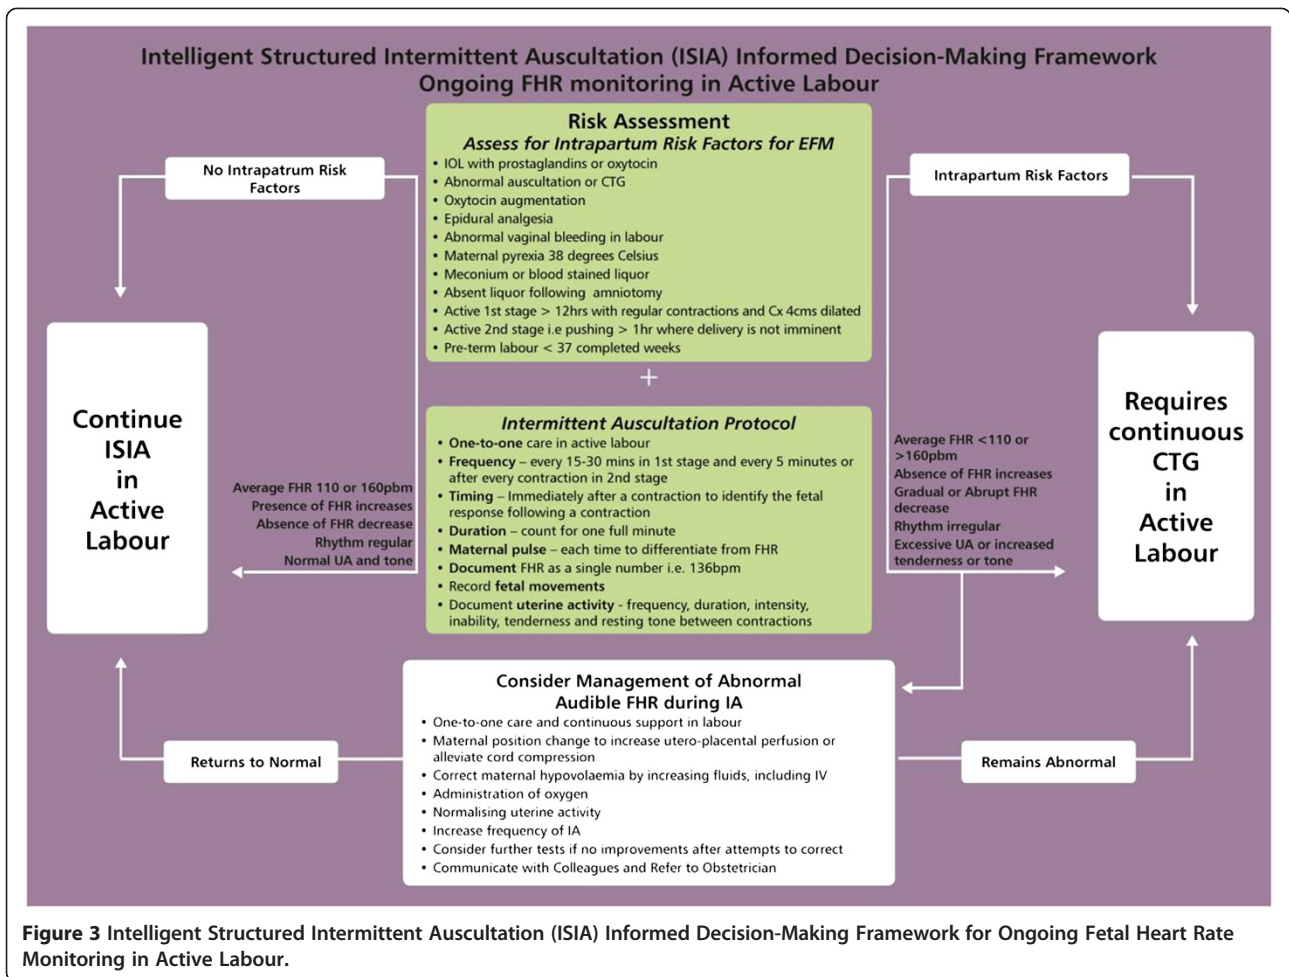 Intelligent Structured Intermittent Auscultation (ISIA) Informed Decision-Making Framework
Ongoing FHR monitoring in Active Labour
Risk Assessment
Assess for Intrapartum Risk Factors for EFM
• IOL with prostaglandins or oxytocin
• Abnormal auscultation or CTG
• Oxytocin augmentation
• Epidural analgesia
• Abnormal vaginal bleeding in labour
• Maternal pyrexia 38 degrees Celsius
• Meconium or blood stained liquor
• Absent liquor following amniotomy
• Active 1st stage > 12hrs with regular contractions and Cx 4cms dilated
• Active 2nd stage i.e pushing > 1hr where delivery is not imminent
• Pre-term labour < 37 completed weeks
No Intrapatrum Risk
Factors
Intrapartum Risk Factors
+
Continue
ISIA
in
Active
Labour
Average FHR 110 or 160pbm
Presence of FHR increases
Absence of FHR decrease
Rhythm regular
Normal UA and tone
Intermittent Auscultation Protocol
• One-to-one care in active labour
• Frequency – every 15-30 mins in 1st stage and every 5 minutes or
after every contraction in 2nd stage
• Timing – Immediately after a contraction to identify the fetal
response following a contraction
• Duration – count for one full minute
• Maternal pulse – each time to differentiate from FHR
• Document FHR as a single number i.e. 136bpm
• Record fetal movements
• Document uterine activity - frequency, duration, intensity,
inability, tenderness and resting tone between contractions
Average FHR <110 or
>160pbm
Absence of FHR increases
Gradual or Abrupt FHR
decrease
Rhythm irregular
Excessive UA or increased
tenderness or tone
Requires
continuous
CTG
in
Active
Labour
Consider Management of Abnormal
Audible FHR during IA
• One-to-one care and continuous support in labour
• Maternal position change to increase utero-placental perfusion or
alleviate cord compression
• Correct maternal hypovolaemia by increasing fluids, including IV
• Administration of oxygen
• Normalising uterine activity
• Increase frequency of IA
• Consider further tests if no improvements after attempts to correct
• Communicate with Colleagues and Refer to Obstetrician
Returns to Normal
Remains Abnormal
Figure 3 Intelligent Structured Intermittent Auscultation (ISIA) Informed Decision-Making Framework for Ongoing Fetal Heart Rate
Monitoring in Active Labour.